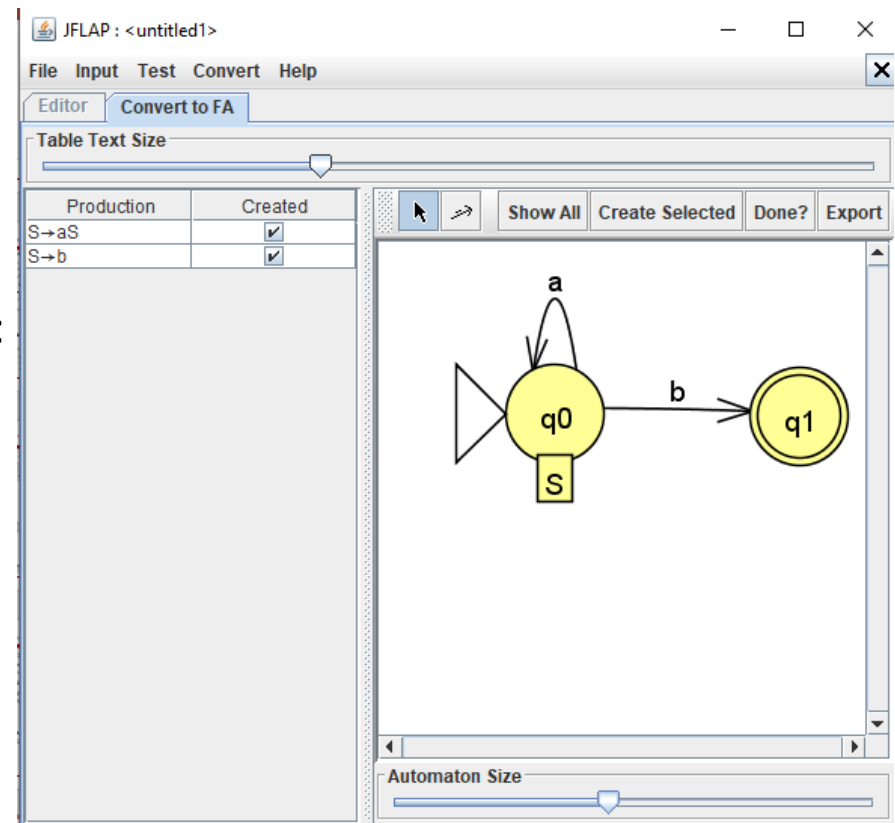 JFLAP : <untitled1>
File Input Test Convert Help
Editor Convert to FA
Table Text Size
Production Created
S→aS
S→b
Show All Create Selected Done? Export
a
b
q0
q1
S
Automaton Size
: